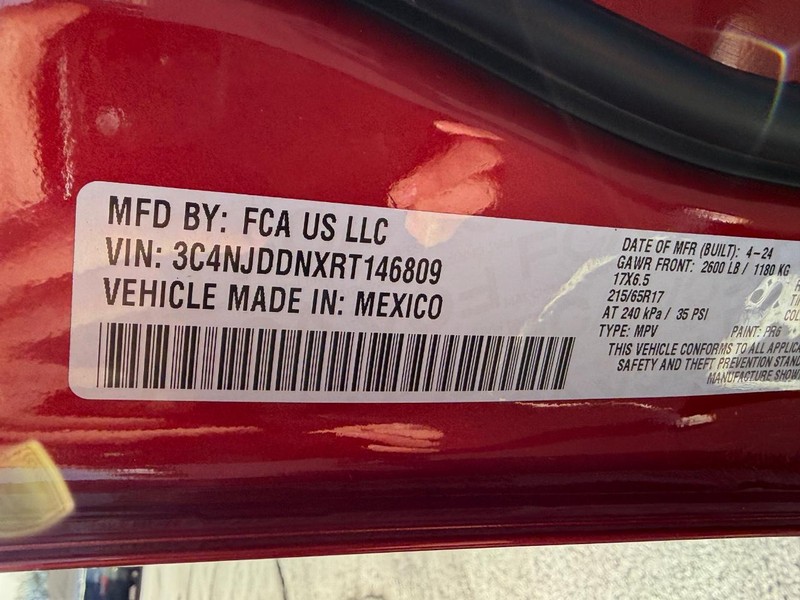 MFD BY: FCA US LLC
VIN: 3C4NJDDNXRT146809
VEHICLE MADE IN: MEXICO
DATE OF MFR (BUILT): 4-24
GAWR FRONT: 2600 LB / 1180 KG
17X6.5
215/65R17
AT 240 kPa / 35 PSI
TYPE: MPV PAINT: PR6
THIS VEHICLE CONFORMS TO ALL APPLICA
SAFETY AND THEFT PREVENTION STAND
MANUFACTURE SHOW